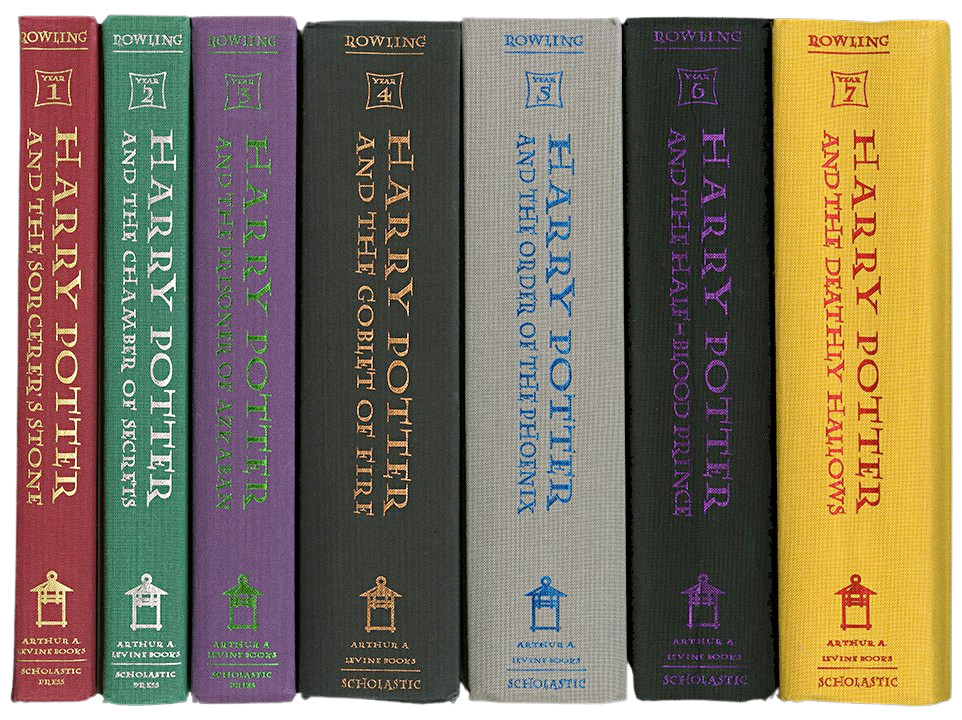 ROWLING
YEAR
1
HARRY POTTER
AND THE SORCERER'S STONE
ARTHUR A.
LEVINE BOOKS
SCHOLASTIC
PRESS
ROWLING
YEAR
2
HARRY POTTER
AND THE CHAMBER OF SECRETS
ARTHUR A.
LEVINE BOOKS
SCHOLASTIC
PRESS
ROWLING
YEAR
3
HARRY POTTER
AND THE PRISONER OF AZKABAN
ARTHUR A.
LEVINE BOOKS
SCHOLASTIC
PRESS
ROWLING
YEAR
4
HARRY POTTER
AND THE GOBLET OF FIRE
ARTHUR A.
LEVINE BOOKS
SCHOLASTIC
ROWLING
YEAR
5
HARRY POTTER
AND THE ORDER OF THE PHOENIX
ARTHUR A.
LEVINE BOOKS
SCHOLASTIC
ROWLING
YEAR
6
HARRY POTTER
AND THE HALF-BLOOD PRINCE
ARTHUR A.
LEVINE BOOKS
SCHOLASTIC
ROWLING
YEAR
7
HARRY POTTER
AND THE DEATHLY HALLOWS
ARTHUR A.
LEVINE BOOKS
SCHOLASTIC